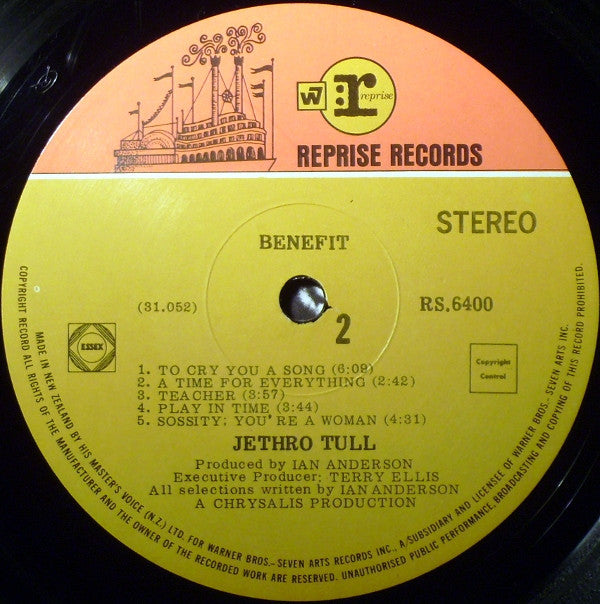 W7
r
reprise
REPRISE RECORDS
STEREO
BENEFIT
(31.052)
2
RS.6400
ESSEX
Copyright
Control
1. TO CRY YOU A SONG (6:09)
2. A TIME FOR EVERYTHING (2:42)
3. TEACHER (3:57)
4. PLAY IN TIME (3:44)
5. SOSSITY; YOU'RE A WOMAN (4:31)
JETHRO TULL
Produced by IAN ANDERSON
Executive Producer; TERRY ELLIS
All selections written by IAN ANDERSON
A CHRYSALIS PRODUCTION
MADE IN NEW ZEALAND BY HIS MASTER'S VOICE (N.Z.) LTD. FOR WARNER BROS.–SEVEN ARTS RECORDS INC., A SUBSIDIARY AND LICENSEE OF WARNER BROS.–SEVEN ARTS INC.
COPYRIGHT RECORD ALL RIGHTS OF THE MANUFACTURER AND THE OWNER OF THE RECORDED WORK ARE RESERVED. UNAUTHORISED PUBLIC PERFORMANCE, BROADCASTING AND COPYING OF THIS RECORD PROHIBITED.